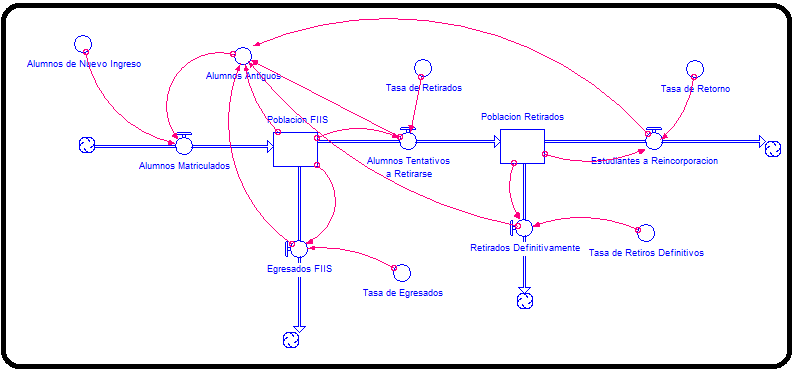 Alumnos de Nuevo Ingreso
Alumnos Antiguos
Tasa de Retirados
Tasa de Retorno
Poblacion FIIS
Poblacion Retirados
Alumnos Matriculados
Alumnos Tentativos
a Retirarse
Estudiantes a Reincorporacion
Egresados FIIS
Retirados Definitivamente
Tasa de Retiros Definitivos
Tasa de Egresados